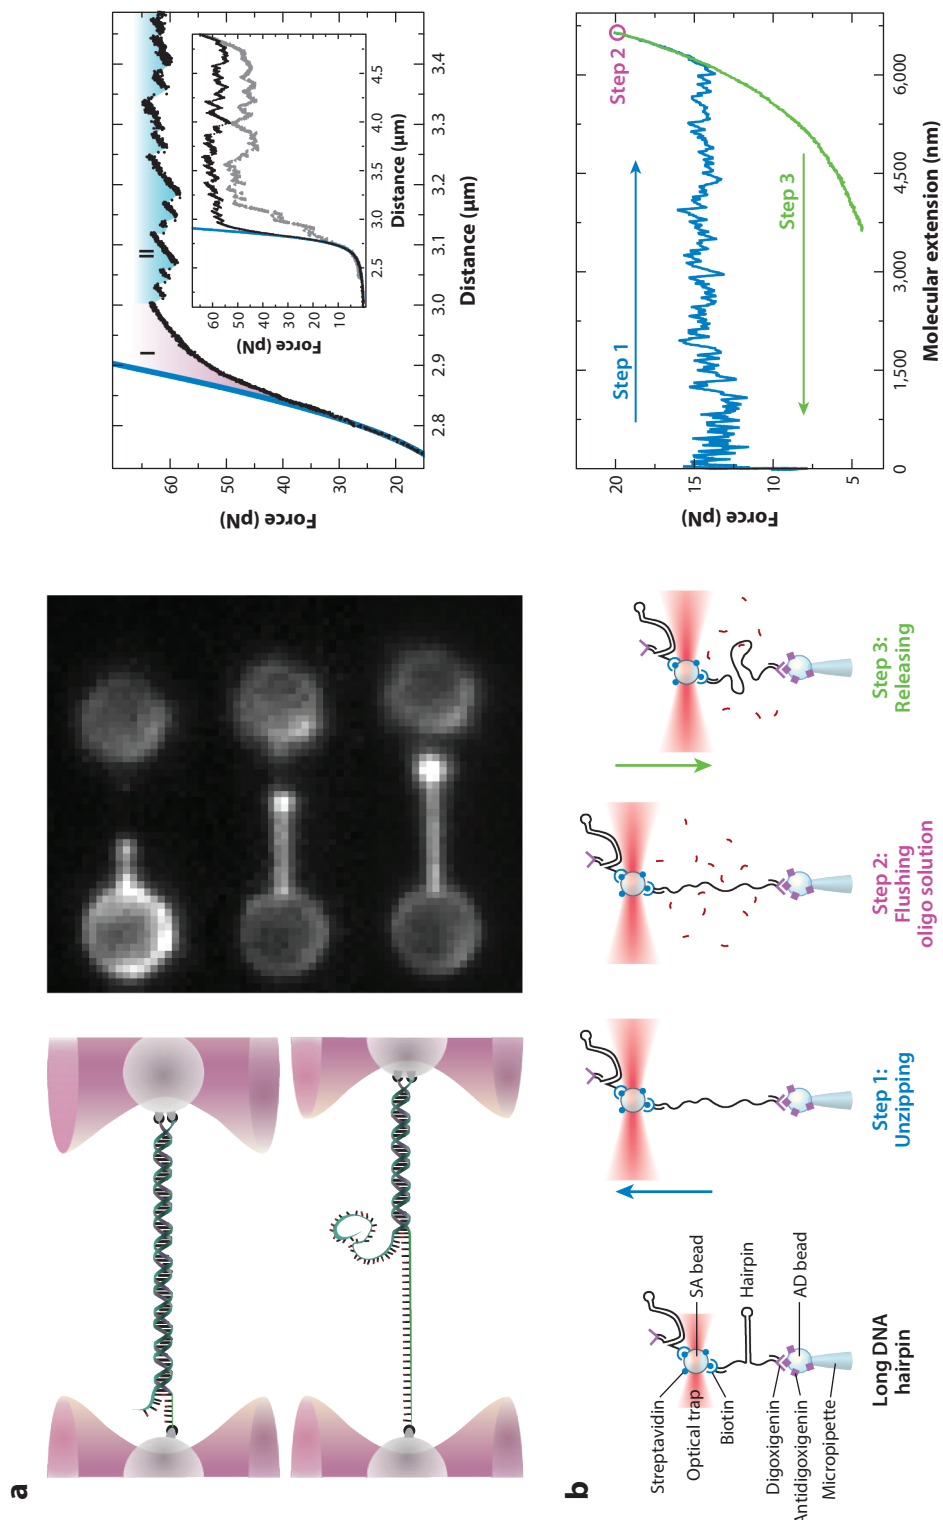 a
I
II
Force (pN)
60
50
40
30
20
2.8
2.9
3.0
3.1
3.2
3.3
3.4
Distance (μm)
Force (pN)
60
50
40
30
20
10
2.5
3.0
3.5
4.0
4.5
Distance (μm)
b
Streptavidin
Optical trap
Biotin
Digoxigenin
Antidigoxigenin
Micropipette
SA bead
Hairpin
AD bead
Long DNA
hairpin
Step 1:
Unzipping
Step 2:
Flushing
oligo solution
Step 3:
Releasing
Force (pN)
20
15
10
5
0
1,500
3,000
4,500
6,000
Molecular extension (nm)
Step 1
Step 2
Step 3